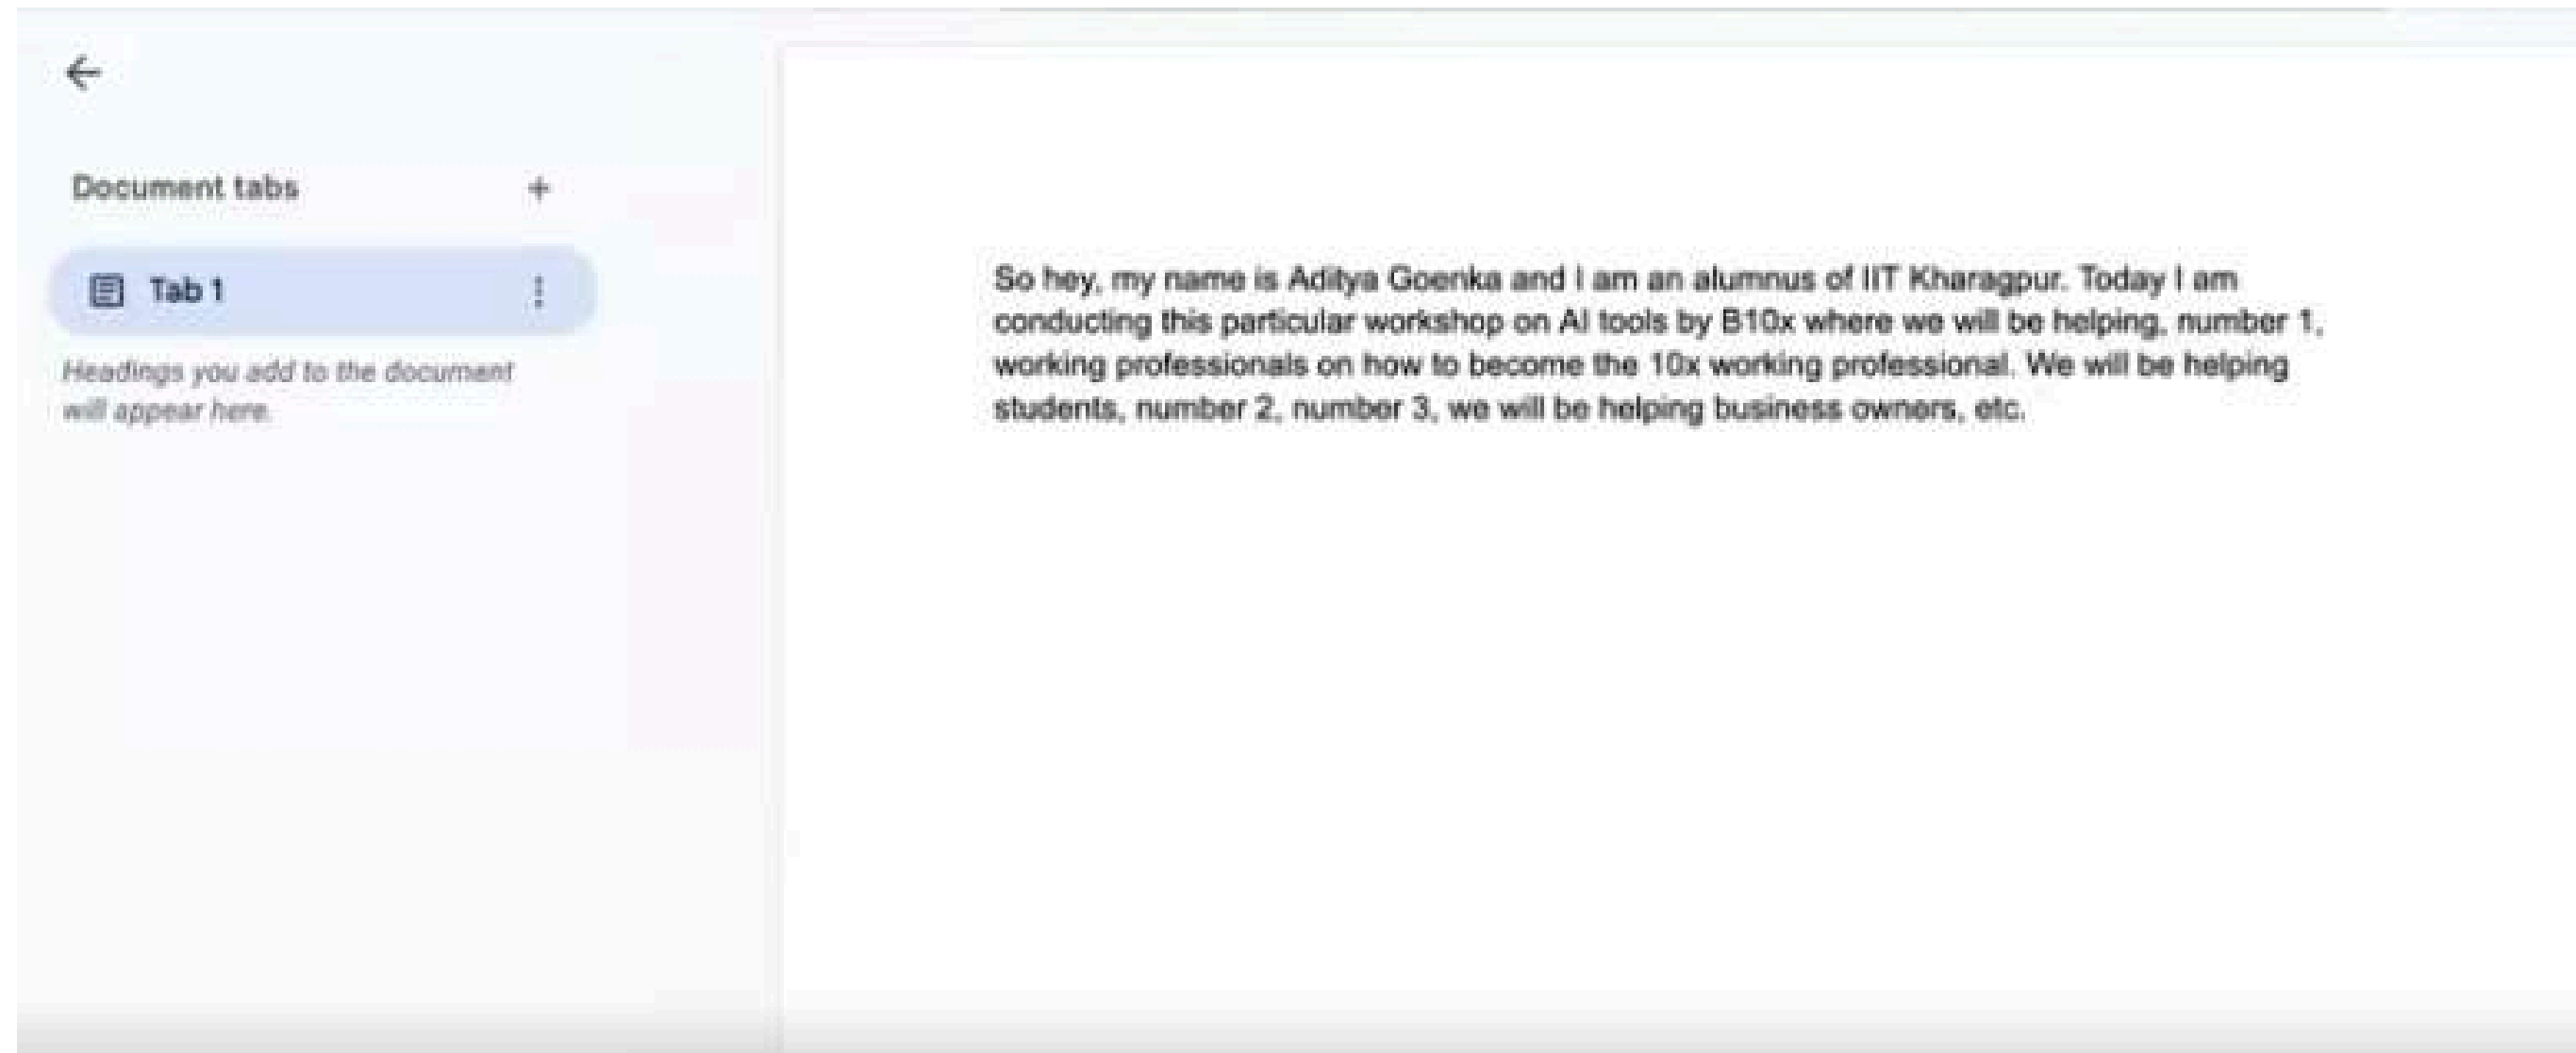 Document tabs
Tab 1
Headings you add to the document
will appear here.
So hey, my name is Aditya Goenka and I am an alumnus of IIT Kharagpur. Today I am
conducting this particular workshop on AI tools by B10x where we will be helping, number 1,
working professionals on how to become the 10x working professional. We will be helping
students, number 2, number 3, we will be helping business owners, etc.